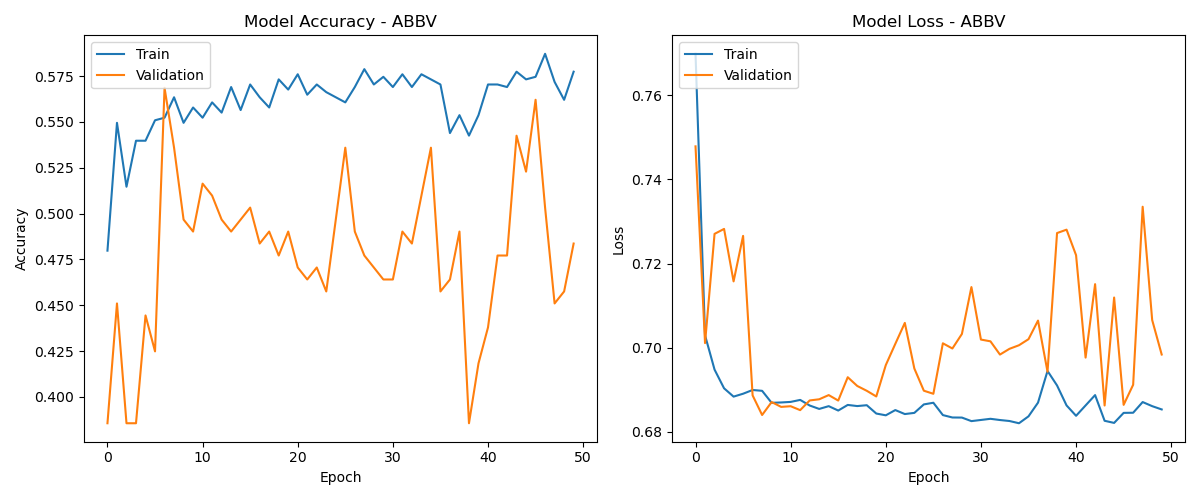 Model Accuracy - ABBV
Train
Validation
0.575
0.550
0.525
0.500
0.475
0.450
0.425
0.400
Accuracy
0
10
20
30
40
50
Epoch
Model Loss - ABBV
Train
Validation
0.76
0.74
0.72
0.70
0.68
Loss
0
10
20
30
40
50
Epoch